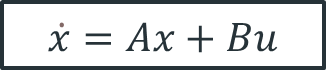 ẋ = Ax + Bu